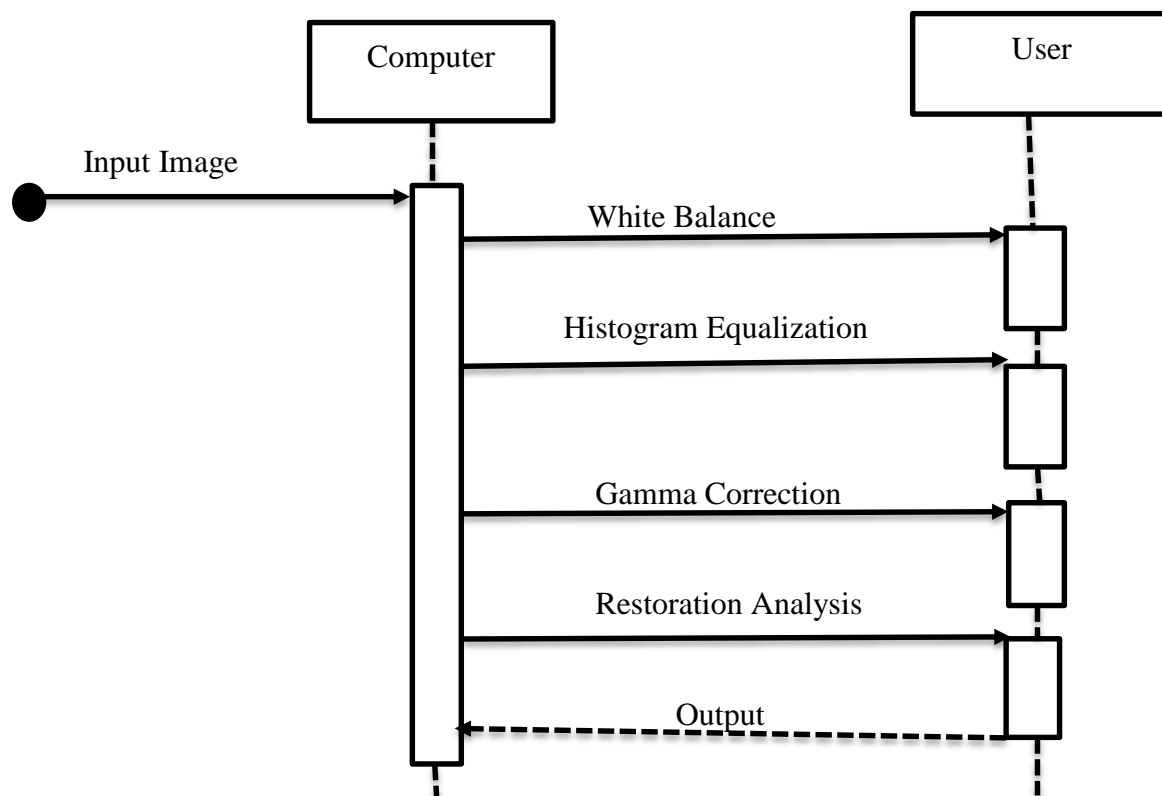 Computer
User
Input Image
White Balance
Histogram Equalization
Gamma Correction
Restoration Analysis
Output